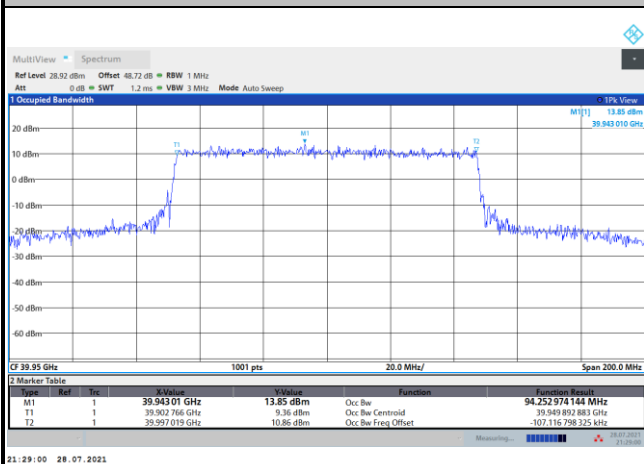 MultiView Spectrum
Ref Level 28.92 dBm Offset 48.72 dB RBW 1 MHz
Att 0 dB SWT 1.2 ms VBW 3 MHz Mode Auto Sweep
1 Occupied Bandwidth 1Pk View
M1[1] 13.85 dBm
39.943 010 GHz
20 dBm
M1
T1 T2
10 dBm
0 dBm
-10 dBm
-20 dBm
-30 dBm
-40 dBm
-50 dBm
-60 dBm
CF 39.95 GHz 1001 pts 20.0 MHz/ Span 200.0 MHz
2 Marker Table
Type Ref Trc X-Value Y-Value Function Function Result
M1 1 39.943 01 GHz 13.85 dBm Occ Bw 94.252 974 144 MHz
T1 1 39.902 766 GHz 9.36 dBm Occ Bw Centroid 39.949 892 883 GHz
T2 1 39.997 019 GHz 10.86 dBm Occ Bw Freq Offset -107.116 798 325 kHz
Measuring... 28.07.2021
21:29:00
21:29:00 28.07.2021